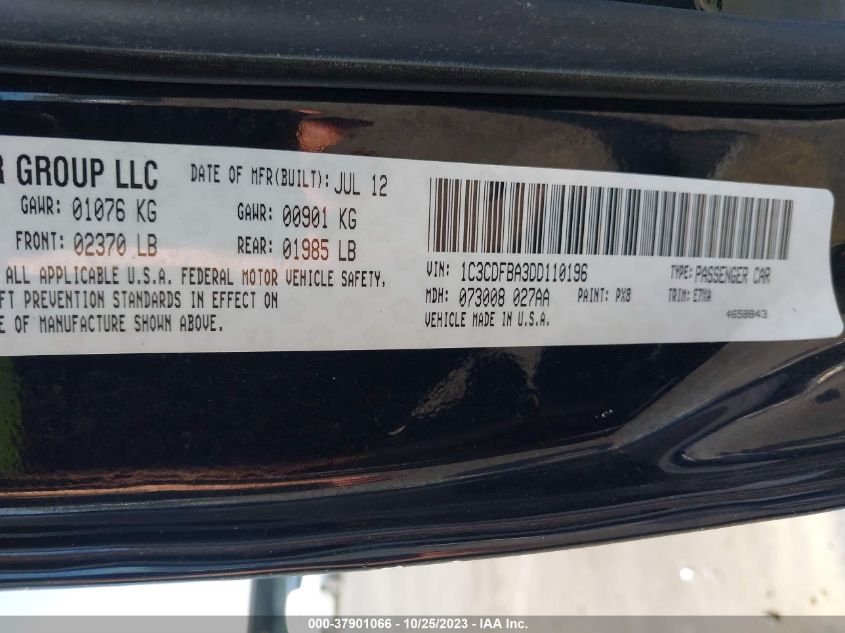 R GROUP LLC
DATE OF MFR(BUILT): JUL 12
GAWR: 01076 KG
GAWR: 00901 KG
FRONT: 02370 LB
REAR: 01985 LB
ALL APPLICABLE U.S.A. FEDERAL MOTOR VEHICLE SAFETY,
FT PREVENTION STANDARDS IN EFFECT ON
E OF MANUFACTURE SHOWN ABOVE.
VIN: 1C3CDFBA3DD110196
TYPE: PASSENGER CAR
MDH: 073008 027AA
PAINT: PX8
TRIM: E7XA
VEHICLE MADE IN U.S.A.
4658843
000-37901066 - 10/25/2023 - IAA Inc.